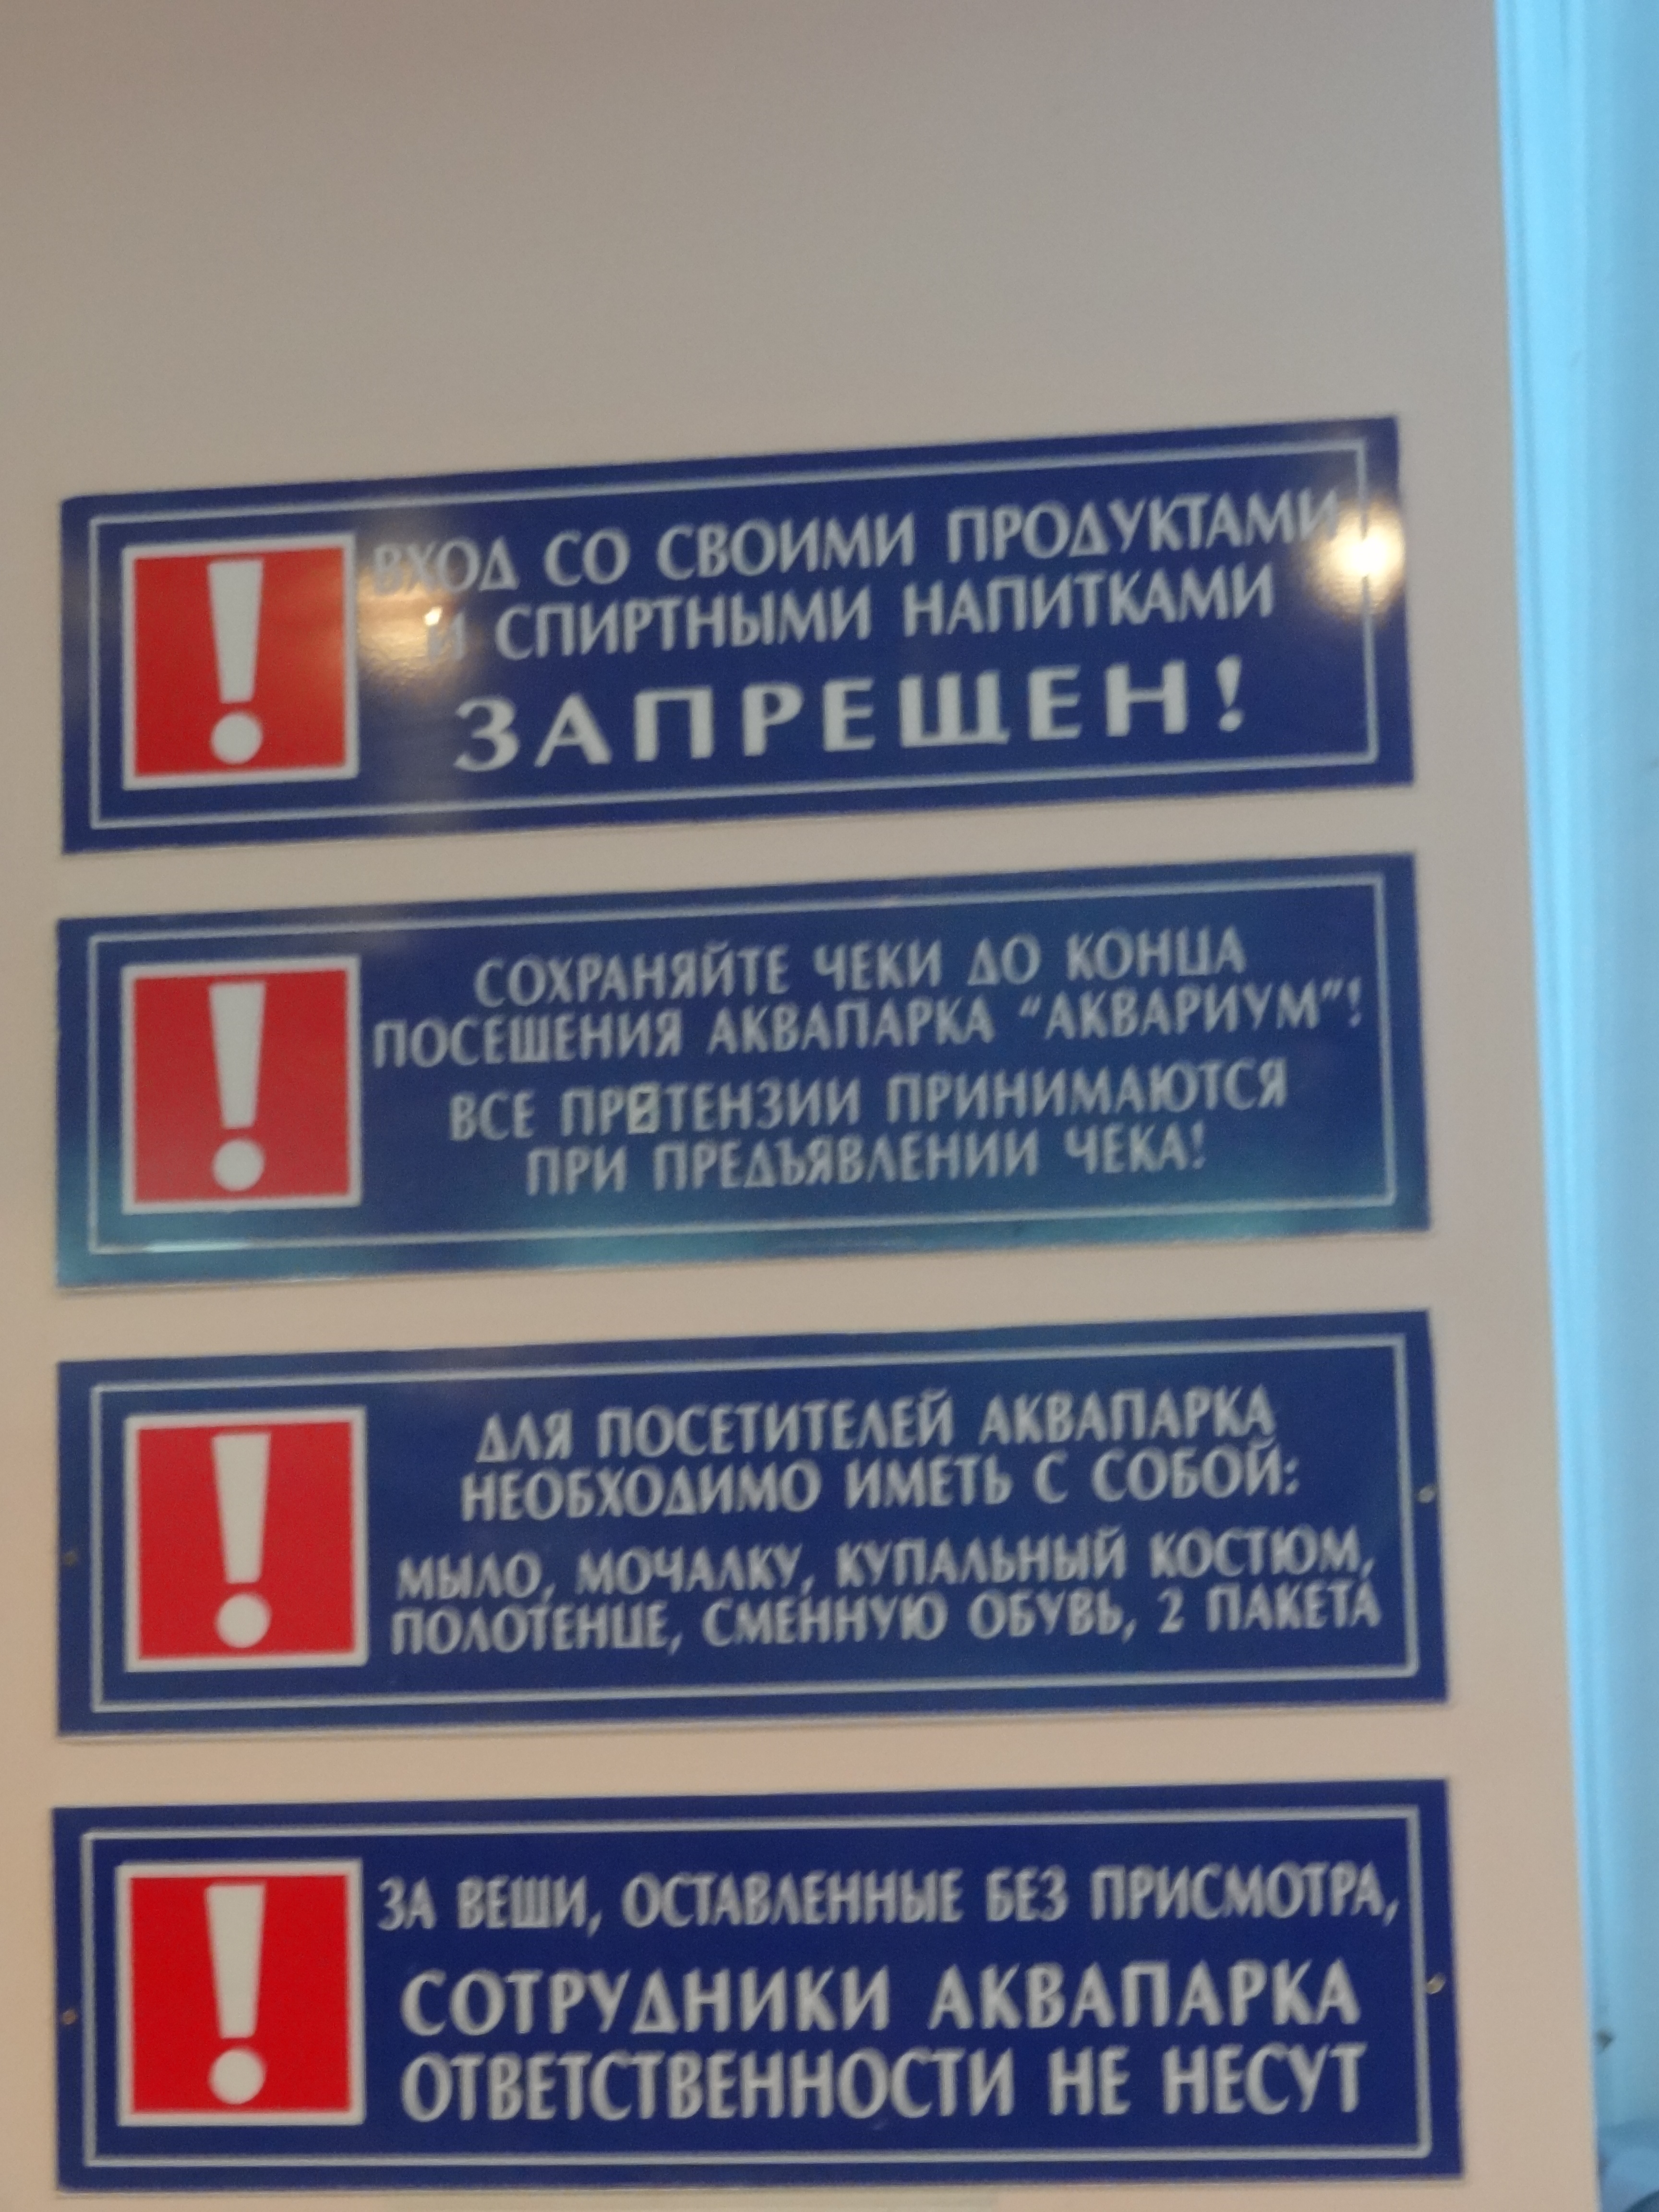 ВХОД СО СВОИМИ ПРОДУКТАМИ
И СПИРТНЫМИ НАПИТКАМИ
ЗАПРЕЩЕН!
СОХРАНЯЙТЕ ЧЕКИ ДО КОНЦА
ПОСЕЩЕНИЯ АКВАПАРКА “АКВАРИУМ”!
ВСЕ ПРЕТЕНЗИИ ПРИНИМАЮТСЯ
ПРИ ПРЕДЪЯВЛЕНИИ ЧЕКА!
ДЛЯ ПОСЕТИТЕЛЕЙ АКВАПАРКА
НЕОБХОДИМО ИМЕТЬ С СОБОЙ:
МЫЛО, МОЧАЛКУ, КУПАЛЬНЫЙ КОСТЮМ,
ПОЛОТЕНЦЕ, СМЕННУЮ ОБУВЬ, 2 ПАКЕТА
ЗА ВЕЩИ, ОСТАВЛЕННЫЕ БЕЗ ПРИСМОТРА,
СОТРУДНИКИ АКВАПАРКА
ОТВЕТСТВЕННОСТИ НЕ НЕСУТ